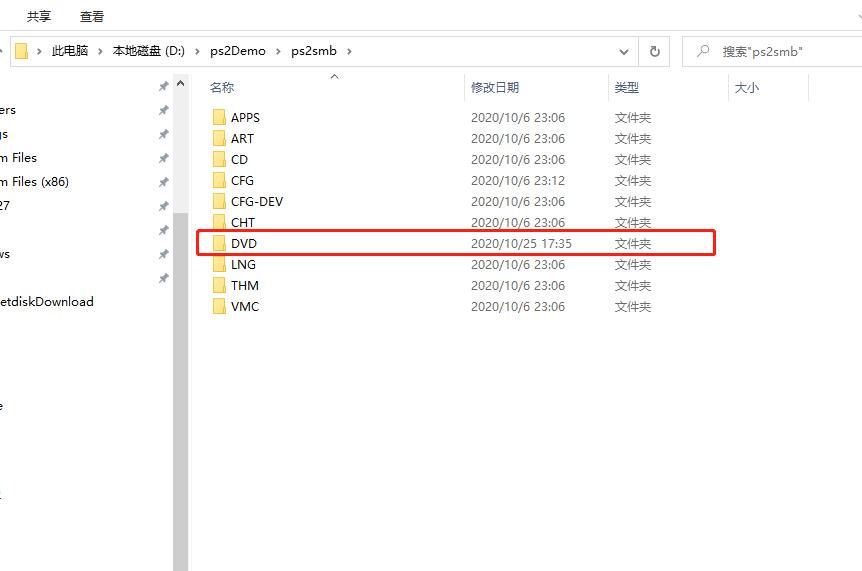 共享 查看
此电脑 本地磁盘 (D:) ps2Demo ps2smb 搜索"ps2smb"
名称 修改日期 类型 大小
APPS 2020/10/6 23:06 文件夹
ers ART 2020/10/6 23:06 文件夹
gs CD 2020/10/6 23:06 文件夹
m Files CFG 2020/10/6 23:12 文件夹
m Files (x86) CFG-DEV 2020/10/6 23:06 文件夹
27 CHT 2020/10/6 23:06 文件夹
DVD 2020/10/25 17:35 文件夹
ws LNG 2020/10/6 23:06 文件夹
THM 2020/10/6 23:06 文件夹
etdiskDownload VMC 2020/10/6 23:06 文件夹
e